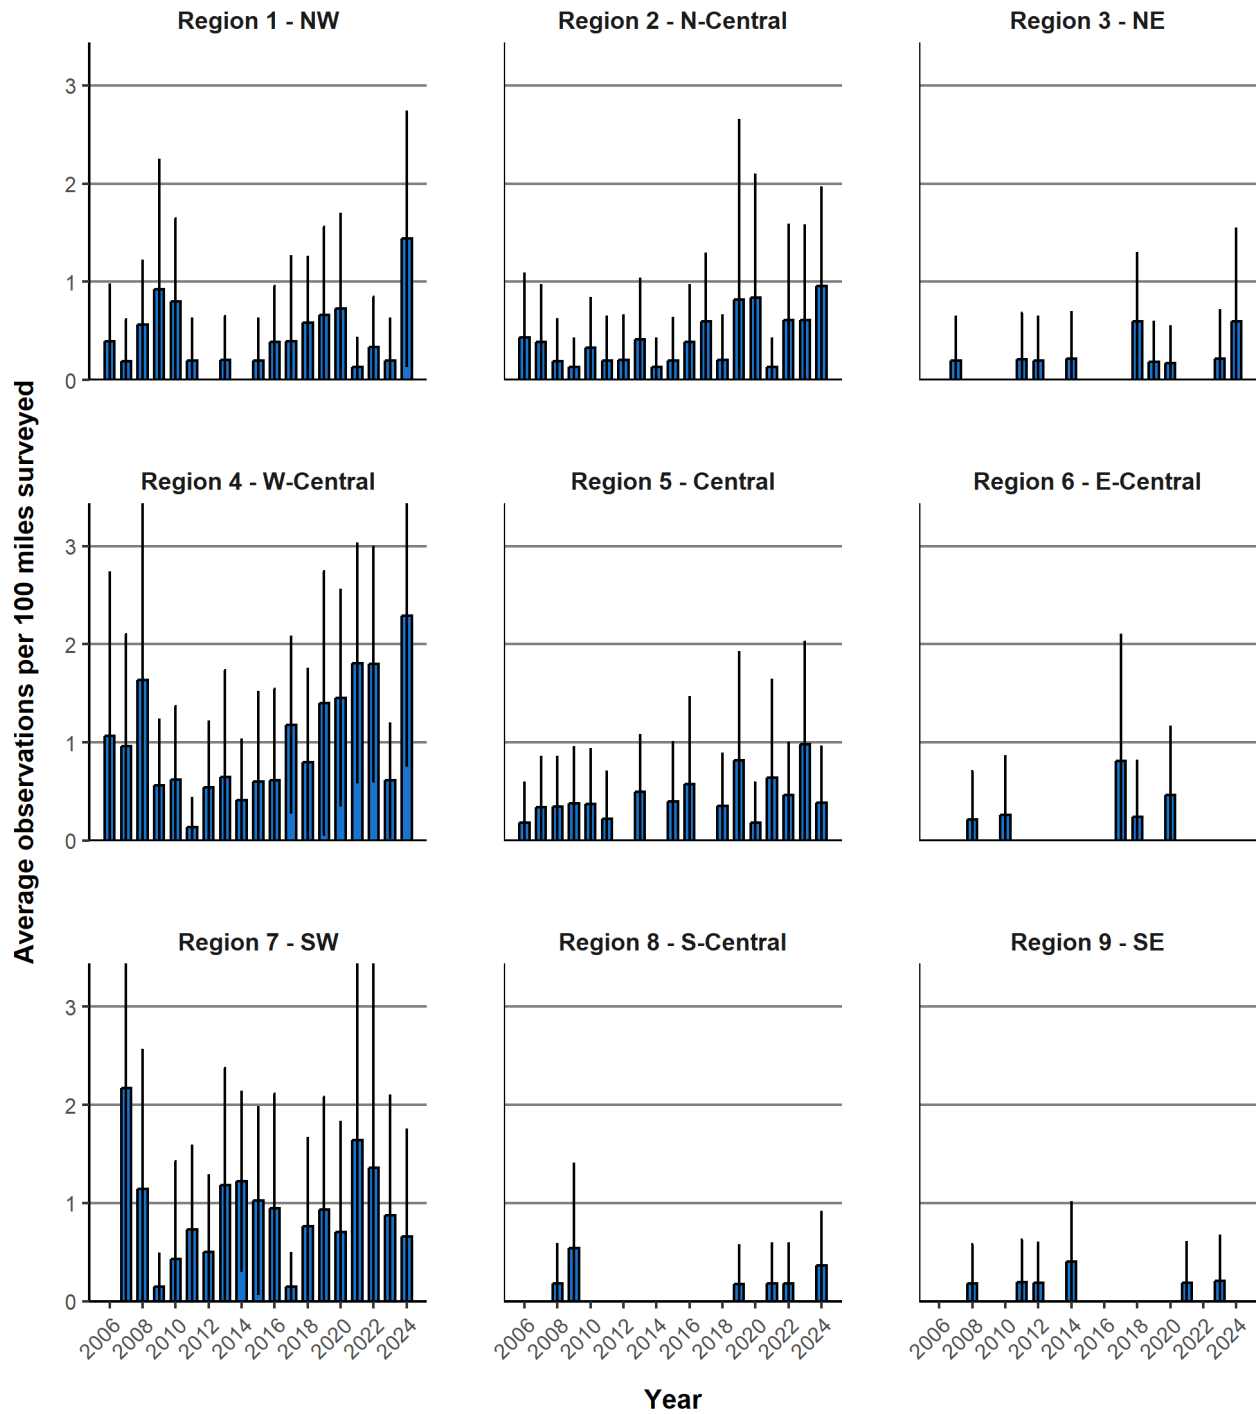 Region 1 - NW
Region 2 - N-Central
Region 3 - NE
3
2
1
0
Region 4 - W-Central
Region 5 - Central
Region 6 - E-Central
3
2
1
0
Region 7 - SW
Region 8 - S-Central
Region 9 - SE
3
2
1
0
2006 2008 2010 2012 2014 2016 2018 2020 2022 2024
2006 2008 2010 2012 2014 2016 2018 2020 2022 2024
2006 2008 2010 2012 2014 2016 2018 2020 2022 2024
Average observations per 100 miles surveyed
Year